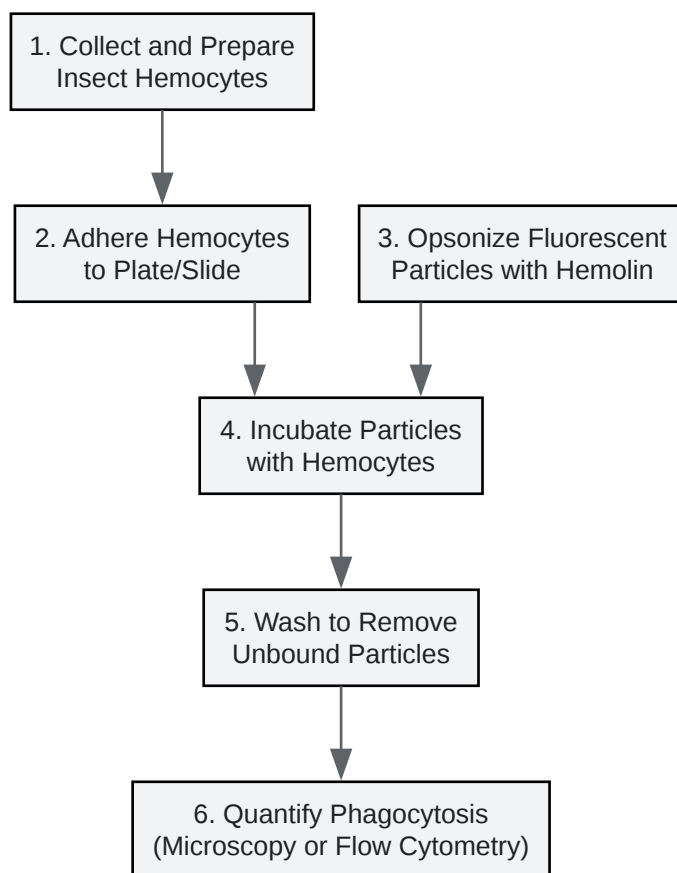 1. Collect and Prepare
Insect Hemocytes
2. Adhere Hemocytes
to Plate/Slide
3. Opsonize Fluorescent
Particles with Hemolin
4. Incubate Particles
with Hemocytes
5. Wash to Remove
Unbound Particles
6. Quantify Phagocytosis
(Microscopy or Flow Cytometry)